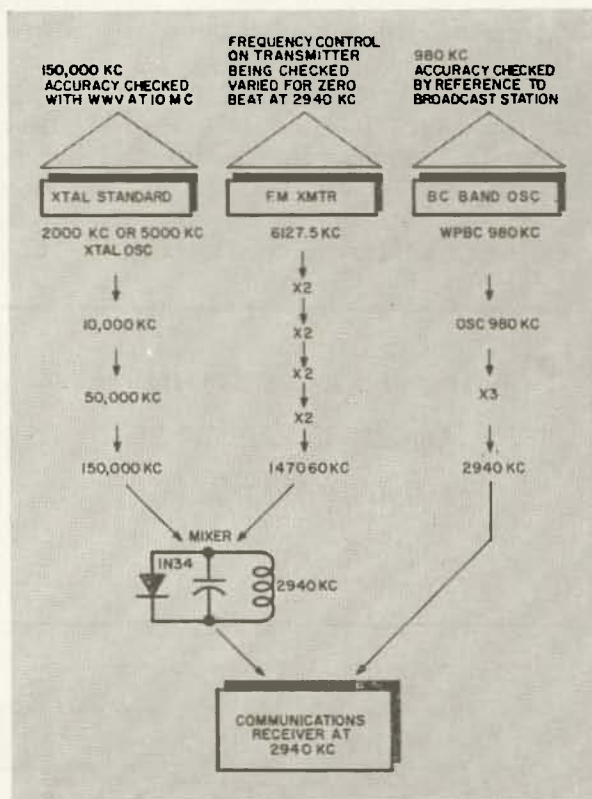 150,000 KC
ACCURACY CHECKED
WITH WWV AT 10 MC
FREQUENCY CONTROL
ON TRANSMITTER
BEING CHECKED
VARIED FOR ZERO
BEAT AT 2940 KC
980 KC
ACCURACY CHECKED
BY REFERENCE TO
BROADCAST STATION
XTAL STANDARD
2000 KC OR 5000 KC
XTAL OSC
10,000 KC
50,000 KC
150,000 KC
F.M XMTR
6127.5 KC
X2
X2
X2
X2
147060 KC
BC BAND OSC
WPBC 980 KC
OSC 980 KC
X3
2940 KC
MIXER
1N34
2940 KC
COMMUNICATIONS
RECEIVER AT
2940 KC